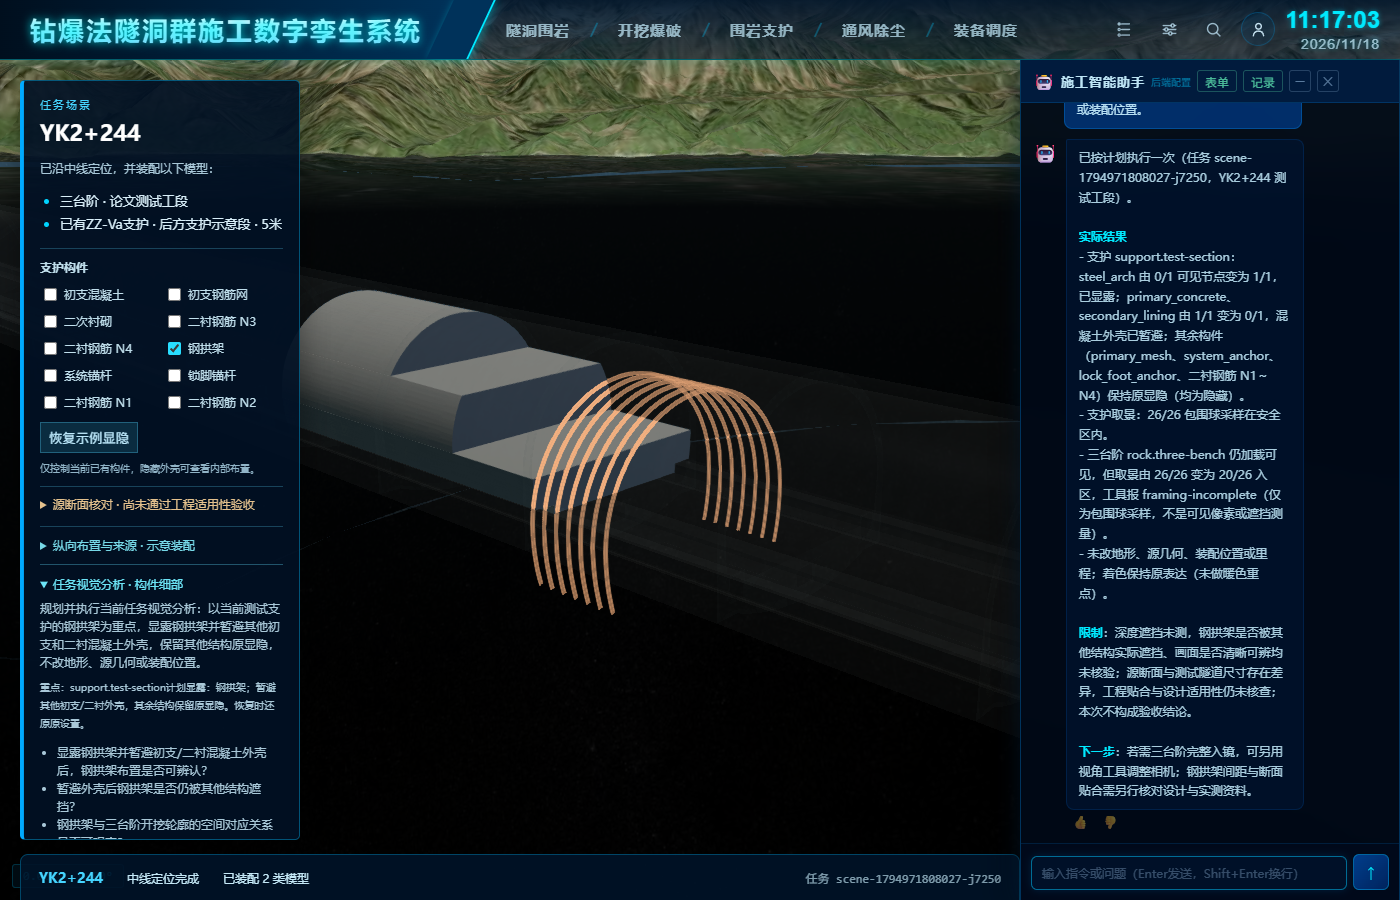 钻爆法隧洞群施工数字孪生系统
隧洞围岩 / 开挖爆破 / 围岩支护 / 通风除尘 / 装备调度
11:17:03
2026/11/18
任务场景
YK2+244
已沿中线定位，并装配以下模型：
三台阶 · 论文测试工段
已有ZZ-Va支护 · 后方支护示意段 · 5米
支护构件
初支混凝土 初支钢筋网
二次衬砌 二衬钢筋 N3
二衬钢筋 N4 钢拱架
系统锚杆 锁脚锚杆
二衬钢筋 N1 二衬钢筋 N2
恢复示例显隐
仅控制当前已有构件，隐藏外壳可查看内部布置。
源断面核对 · 尚未通过工程适用性验收
纵向布置与来源 · 示意装配
任务视觉分析 · 构件细部
规划并执行当前任务视觉分析：以当前测试支
护的钢拱架为重点，显露钢拱架并暂避其他初
支和二衬混凝土外壳，保留其他结构原显隐，
不改地形、源几何或装配位置。
重点：support.test-section计划显露：钢拱架；暂避
其他初支/二衬外壳，其余结构保留原显隐。恢复时还
原原设置。
显露钢拱架并暂避初支/二衬混凝土外壳
后，钢拱架布置是否可辨认？
暂避外壳后钢拱架是否仍被其他结构遮
挡？
钢拱架与三台阶开挖轮廓的空间对应关系
YK2+244 中线定位完成 已装配 2 类模型 任务 scene-1794971808027-j7250
施工智能助手 后端配置 表单 记录
或装配位置。
已按计划执行一次（任务 scene-
1794971808027-j7250，YK2+244 测
试工段）。
实际结果
- 支护 support.test-section：
steel_arch 由 0/1 可见节点变为 1/1，
已显露；primary_concrete、
secondary_lining 由 1/1 变为 0/1，混
凝土外壳已暂避；其余构件
（primary_mesh、system_anchor、
lock_foot_anchor、二衬钢筋 N1～
N4）保持原显隐（均为隐藏）。
- 支护取景：26/26 包围球采样在安全
区内。
- 三台阶 rock.three-bench 仍加载可
见，但取景由 26/26 变为 20/26 入
区，工具报 framing-incomplete（仅
为包围球采样，不是可见像素或遮挡测
量）。
- 未改地形、源几何、装配位置或里
程；着色保持原表达（未做暖色重
点）。
限制：深度遮挡未测，钢拱架是否被其
他结构实际遮挡、画面是否清晰可辨均
未核验；源断面与测试隧道尺寸存在差
异，工程贴合与设计适用性仍未核查；
本次不构成验收结论。
下一步：若需三台阶完整入镜，可另用
视角工具调整相机；钢拱架间距与断面
贴合需另行核对设计与实测资料。
输入指令或问题（Enter发送，Shift+Enter换行）